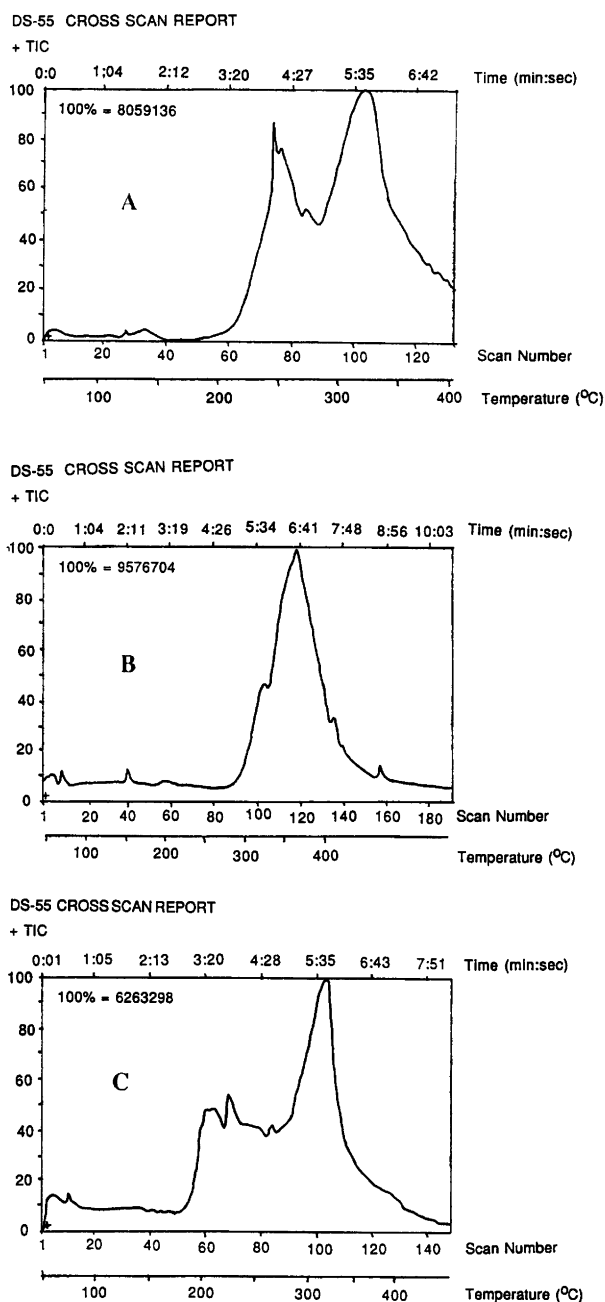 DS-55 CROSS SCAN REPORT
+ TIC
0:0 1:04 2:12 3:20 4:27 5:35 6:42 Time (min:sec)
100% = 8059136
A
100
80
60
40
20
0
1 20 40 60 80 100 120 Scan Number
100 200 300 400 Temperature (°C)
DS-55 CROSS SCAN REPORT
+ TIC
0:0 1:04 2:11 3:19 4:26 5:34 6:41 7:48 8:56 10:03 Time (min:sec)
100% = 9576704
B
100
80
60
40
20
0
1 20 40 60 80 100 120 140 160 180 Scan Number
100 200 300 400 Temperature (°C)
DS-55 CROSS SCAN REPORT
+ TIC
0:01 1:05 2:13 3:20 4:28 5:35 6:43 7:51 Time (min:sec)
100% = 6263298
C
100
80
60
40
20
0
1 20 40 60 80 100 120 140 Scan Number
100 200 300 400 Temperature (°C)